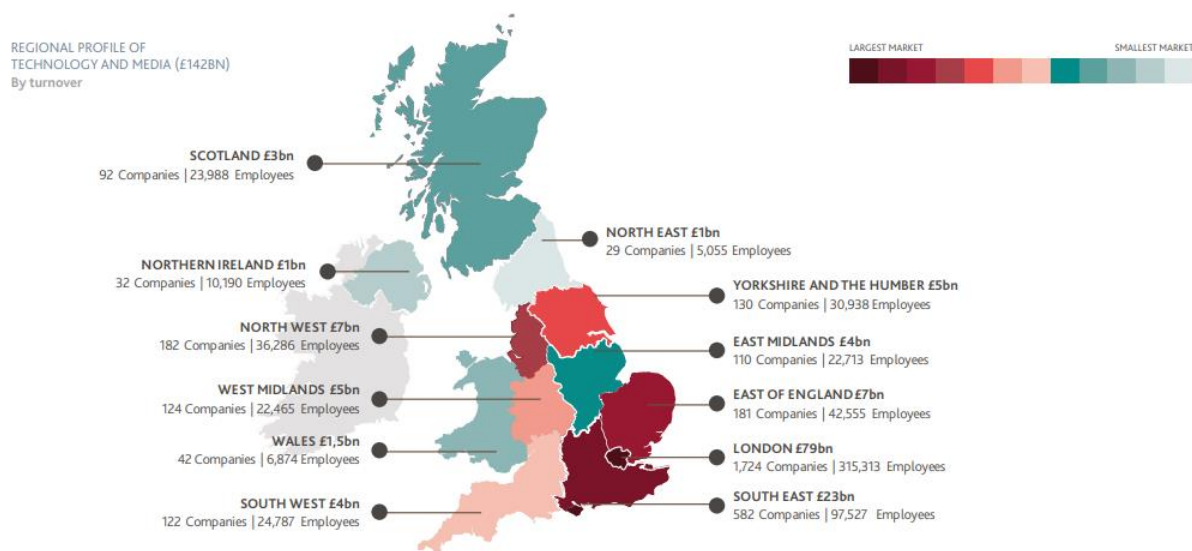 REGIONAL PROFILE OF
TECHNOLOGY AND MEDIA (£142BN)
By turnover
LARGEST MARKET
SMALLEST MARKET
SCOTLAND £3bn
92 Companies | 23,988 Employees
NORTH EAST £1bn
29 Companies | 5,055 Employees
NORTHERN IRELAND £1bn
32 Companies | 10,190 Employees
YORKSHIRE AND THE HUMBER £5bn
130 Companies | 30,938 Employees
NORTH WEST £7bn
182 Companies | 36,286 Employees
EAST MIDLANDS £4bn
110 Companies | 22,713 Employees
WEST MIDLANDS £5bn
124 Companies | 22,465 Employees
EAST OF ENGLAND £7bn
181 Companies | 42,555 Employees
WALES £1,5bn
42 Companies | 6,874 Employees
LONDON £79bn
1,724 Companies | 315,313 Employees
SOUTH WEST £4bn
122 Companies | 24,787 Employees
SOUTH EAST £23bn
582 Companies | 97,527 Employees